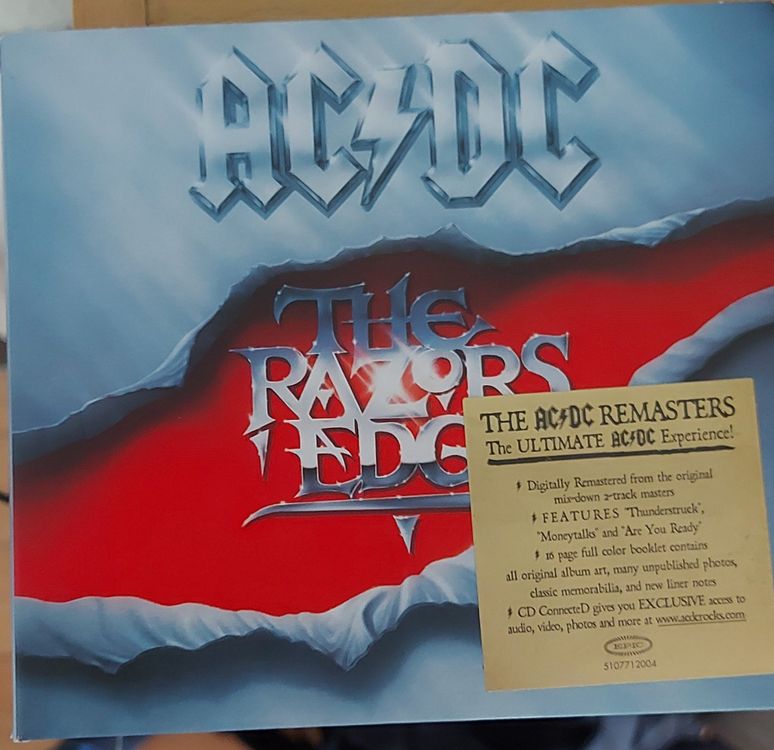 AC⚡DC
THE
RAZORS
EDG
THE AC⚡DC REMASTERS
The ULTIMATE AC⚡DC Experience!
⚡ Digitally Remastered from the original
mix-down 2-track masters
⚡ FEATURES "Thunderstruck",
"Moneytalks" and "Are You Ready"
⚡ 16 page full color booklet contains
all original album art, many unpublished photos,
classic memorabilia, and new liner notes
⚡ CD ConnecteD gives you EXCLUSIVE access to
audio, video, photos and more at www.acdcrocks.com
EPIC
5107712004